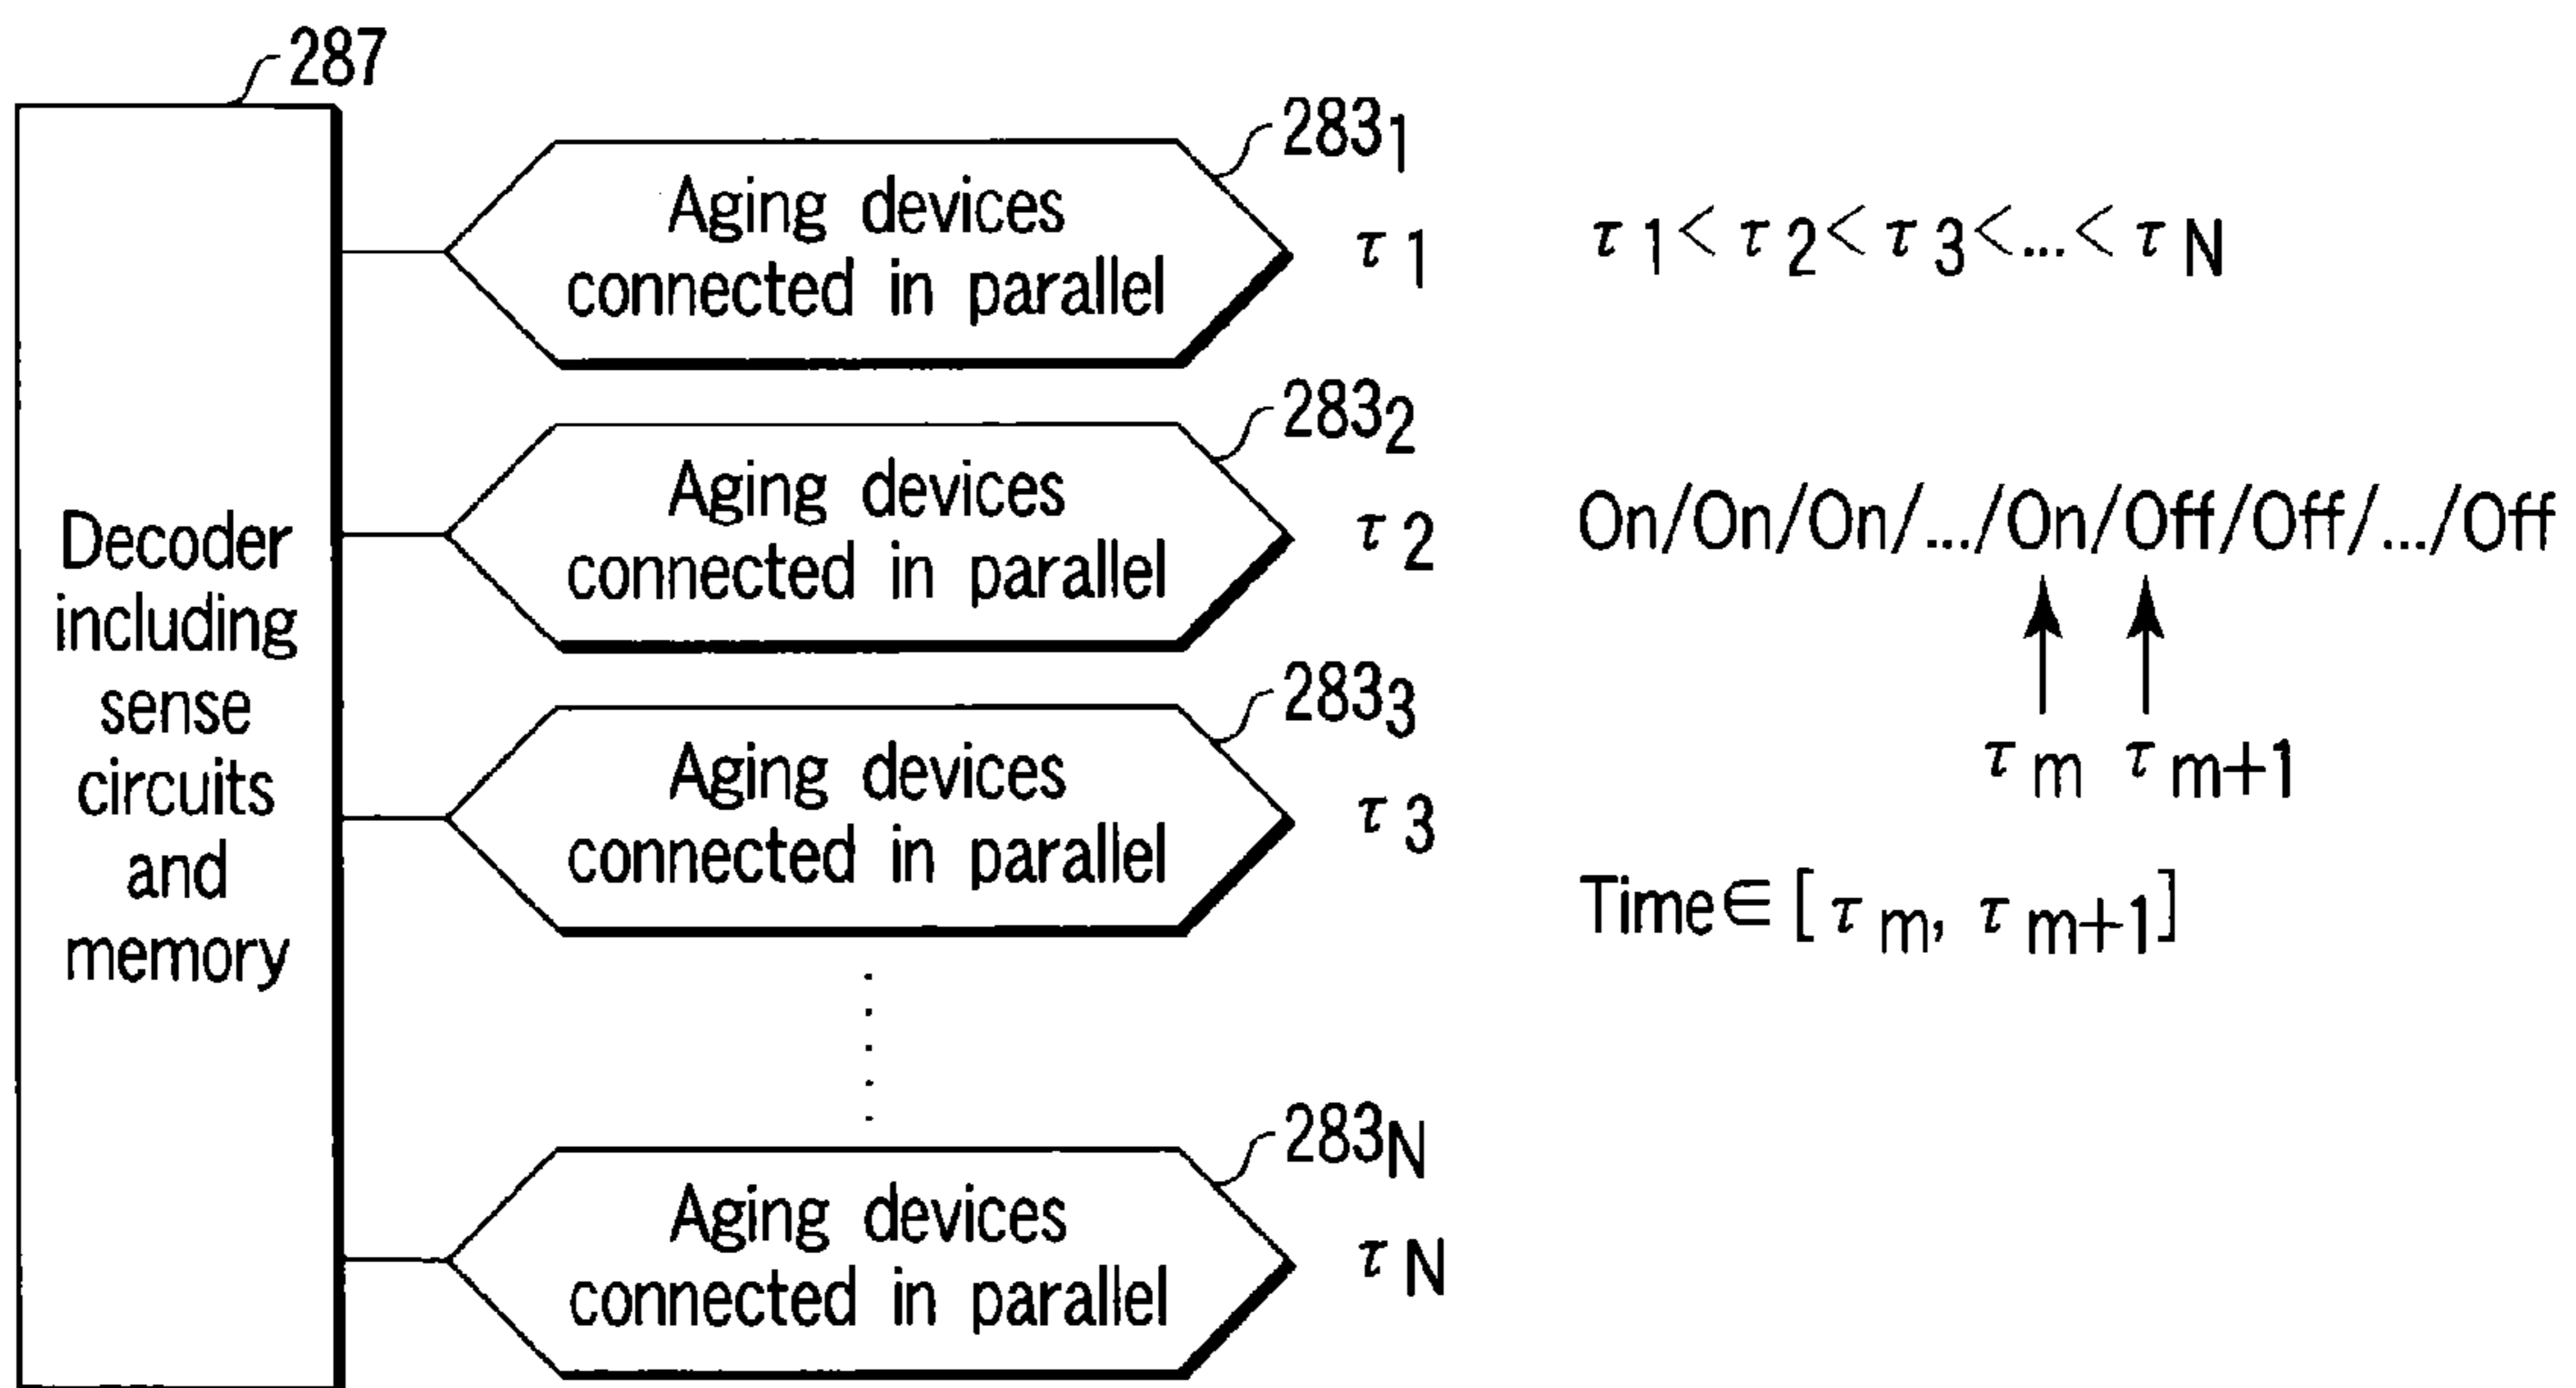 287
Decoder
including
sense
circuits
and
memory
283₁
Aging devices
connected in parallel
τ1
283₂
Aging devices
connected in parallel
τ2
283₃
Aging devices
connected in parallel
τ3
283N
Aging devices
connected in parallel
τN
τ1<τ2<τ3<...<τN
On/On/On/.../On/Off/Off/.../Off
τm τm+1
Time∈[τm, τm+1]